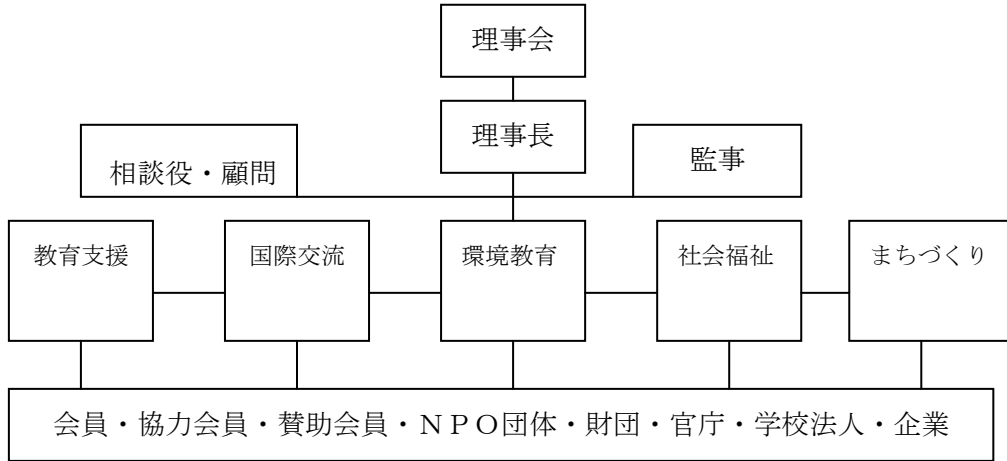 理事会
理事長
相談役・顧問
監事
教育支援
国際交流
環境教育
社会福祉
まちづくり
会員・協力会員・賛助会員・ＮＰＯ団体・財団・官庁・学校法人・企業